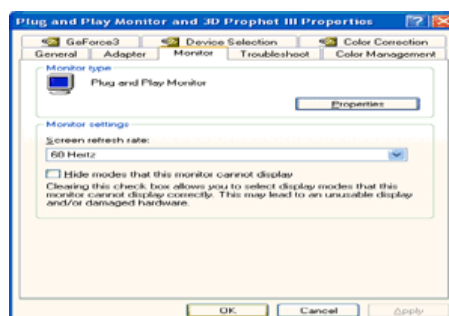 Plug and Play Monitor and 3D Prophet III Properties
GeForce3 Device Selection Color Correction
General Adapter Monitor Troubleshoot Color Management
Monitor type
Plug and Play Monitor
Properties
Monitor settings
Screen refresh rate:
60 Hertz
Hide modes that this monitor cannot display
Clearing this check box allows you to select display modes that this
monitor cannot display correctly. This may lead to an unusable display
and/or damaged hardware.
OK Cancel Apply